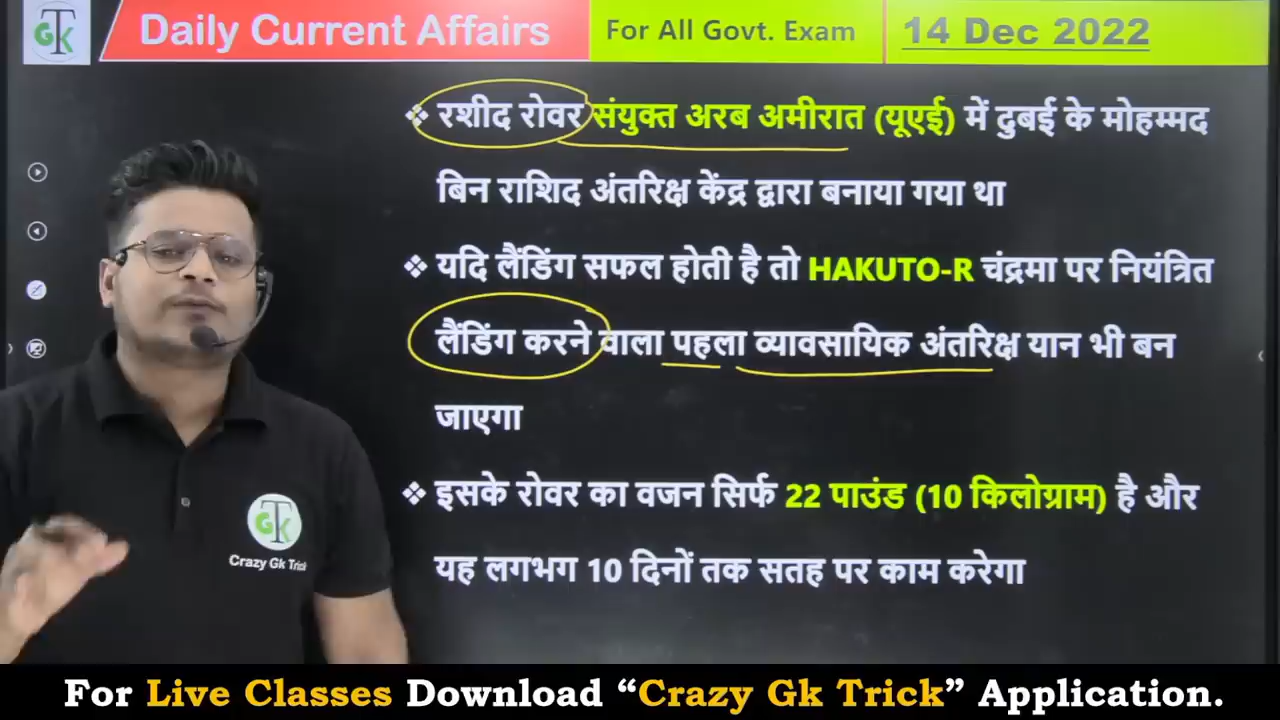 GTK
Daily Current Affairs
For All Govt. Exam
14 Dec 2022
❖ रशीद रोवर संयुक्त अरब अमीरात (यूएई) में दुबई के मोहम्मद
बिन राशिद अंतरिक्ष केंद्र द्वारा बनाया गया था
❖ यदि लैंडिंग सफल होती है तो HAKUTO-R चंद्रमा पर नियंत्रित
लैंडिंग करने वाला पहला व्यावसायिक अंतरिक्ष यान भी बन
जाएगा
❖ इसके रोवर का वजन सिर्फ 22 पाउंड (10 किलोग्राम) है और
यह लगभग 10 दिनों तक सतह पर काम करेगा
GTK
Crazy Gk Trick
For Live Classes Download “Crazy Gk Trick” Application.